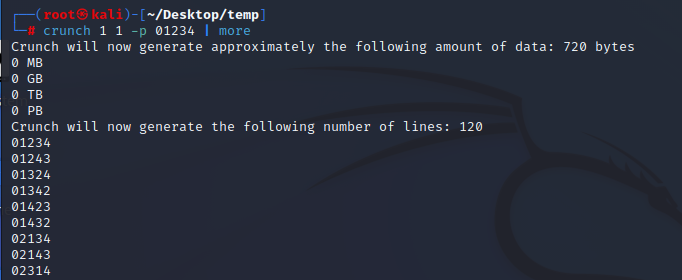 ┌──(root㉿kali)-[~/Desktop/temp]
└─# crunch 1 1 -p 01234 | more
Crunch will now generate approximately the following amount of data: 720 bytes
0 MB
0 GB
0 TB
0 PB
Crunch will now generate the following number of lines: 120
01234
01243
01324
01342
01423
01432
02134
02143
02314